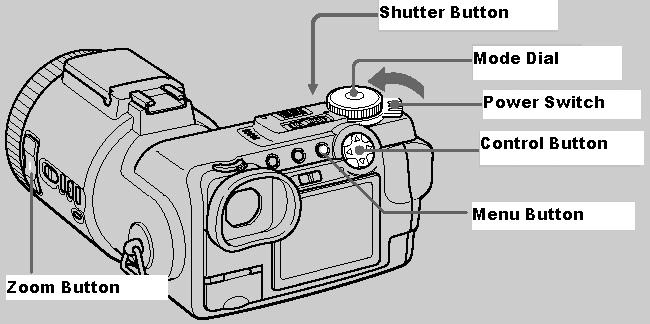 Shutter Button
Mode Dial
Power Switch
Control Button
Menu Button
Zoom Button